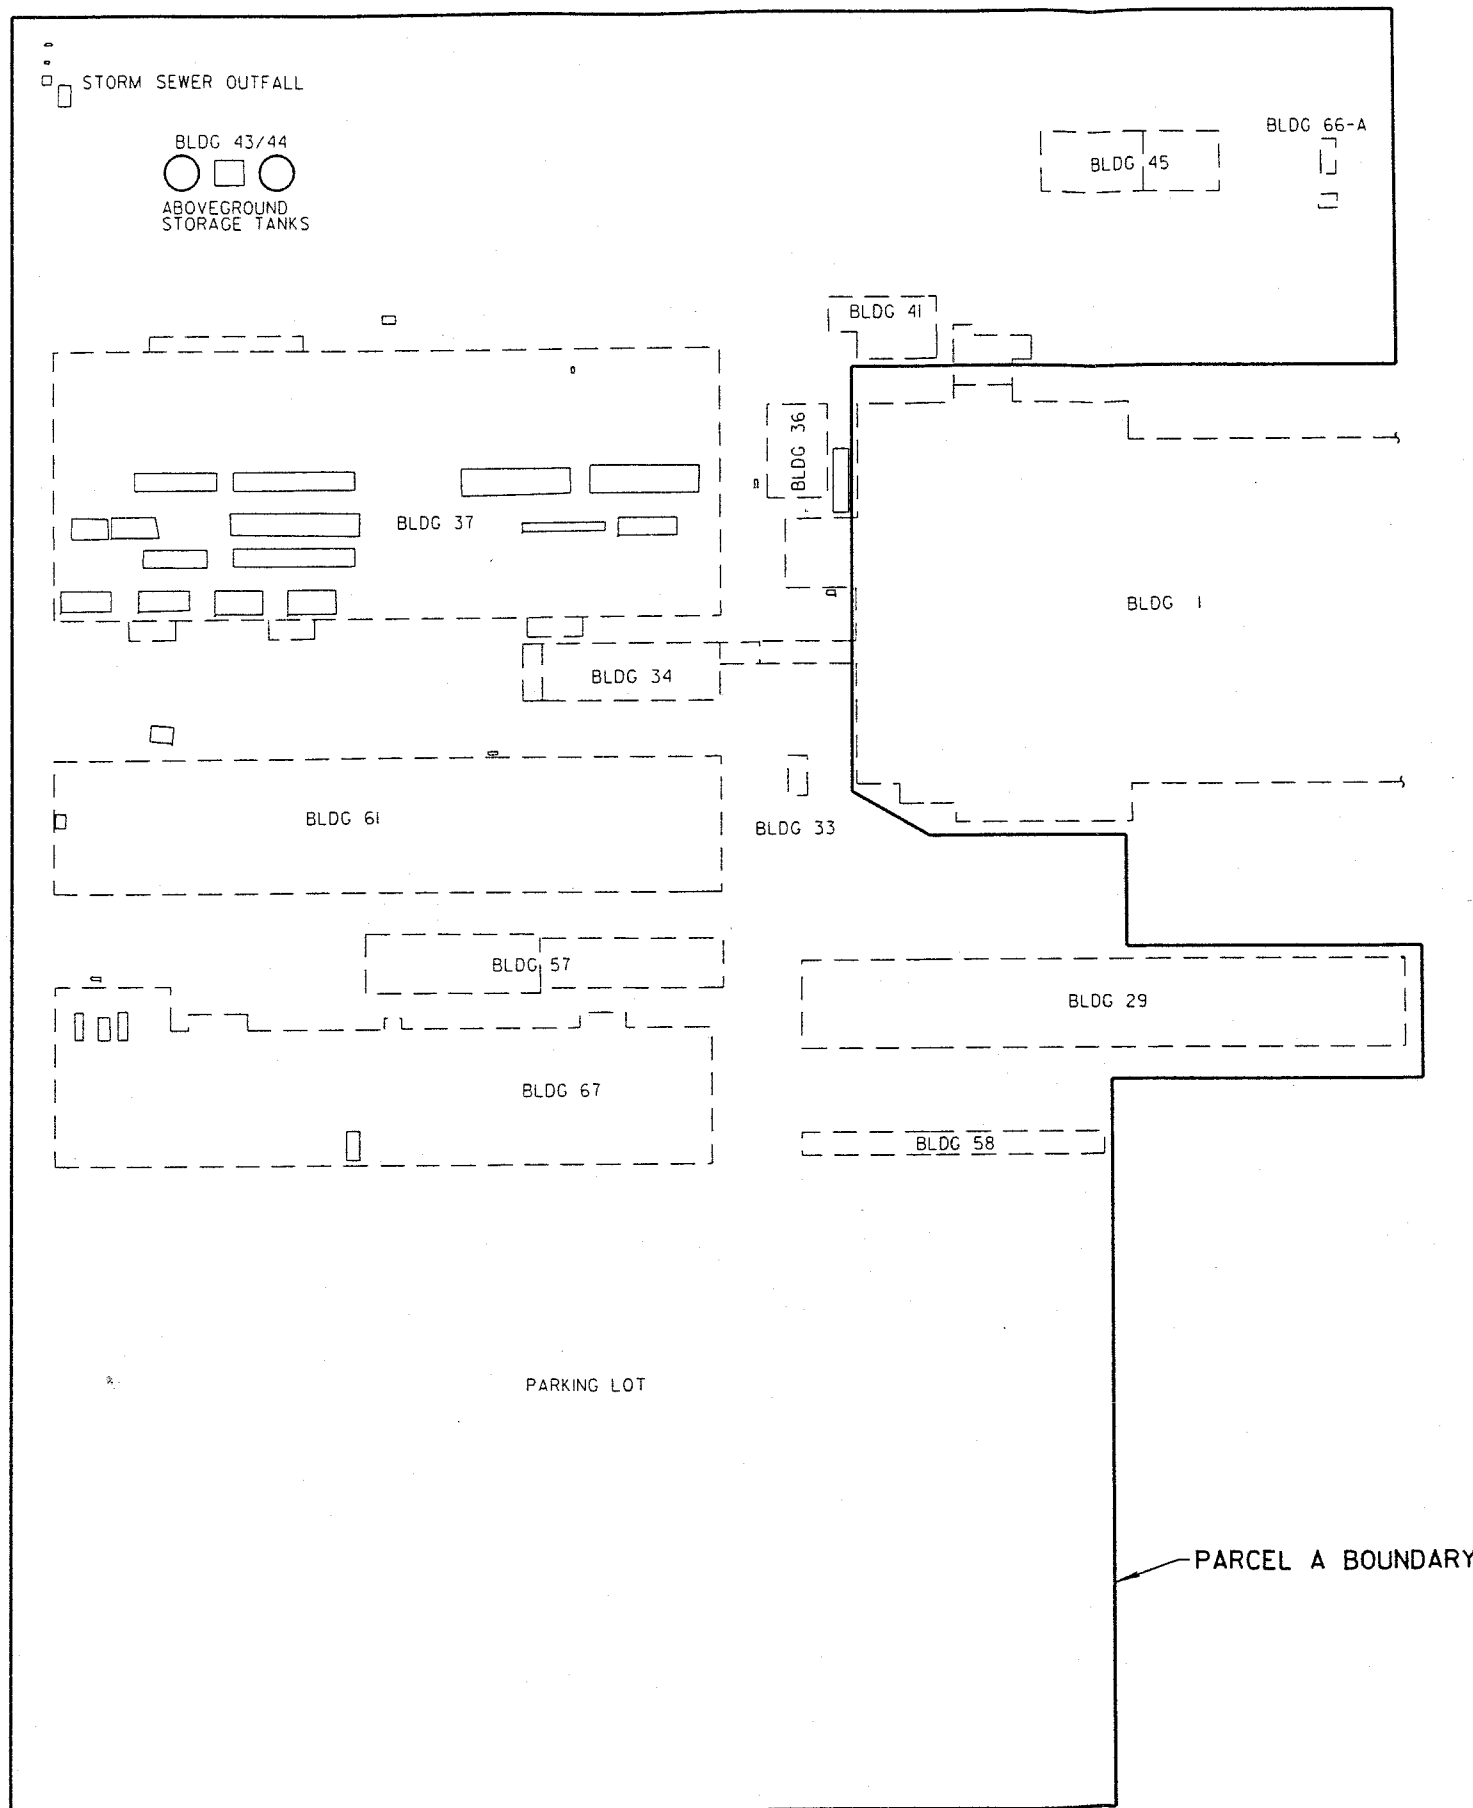 STORM SEWER OUTFALL
BLDG 66-A
BLDG 43/44
BLDG 45
ABOVEGROUND
STORAGE TANKS
BLDG 41
BLDG 36
BLDG 37
BLDG 1
BLDG 34
BLDG 61
BLDG 33
BLDG 57
BLDG 29
BLDG 67
BLDG 58
PARKING LOT
PARCEL A BOUNDARY